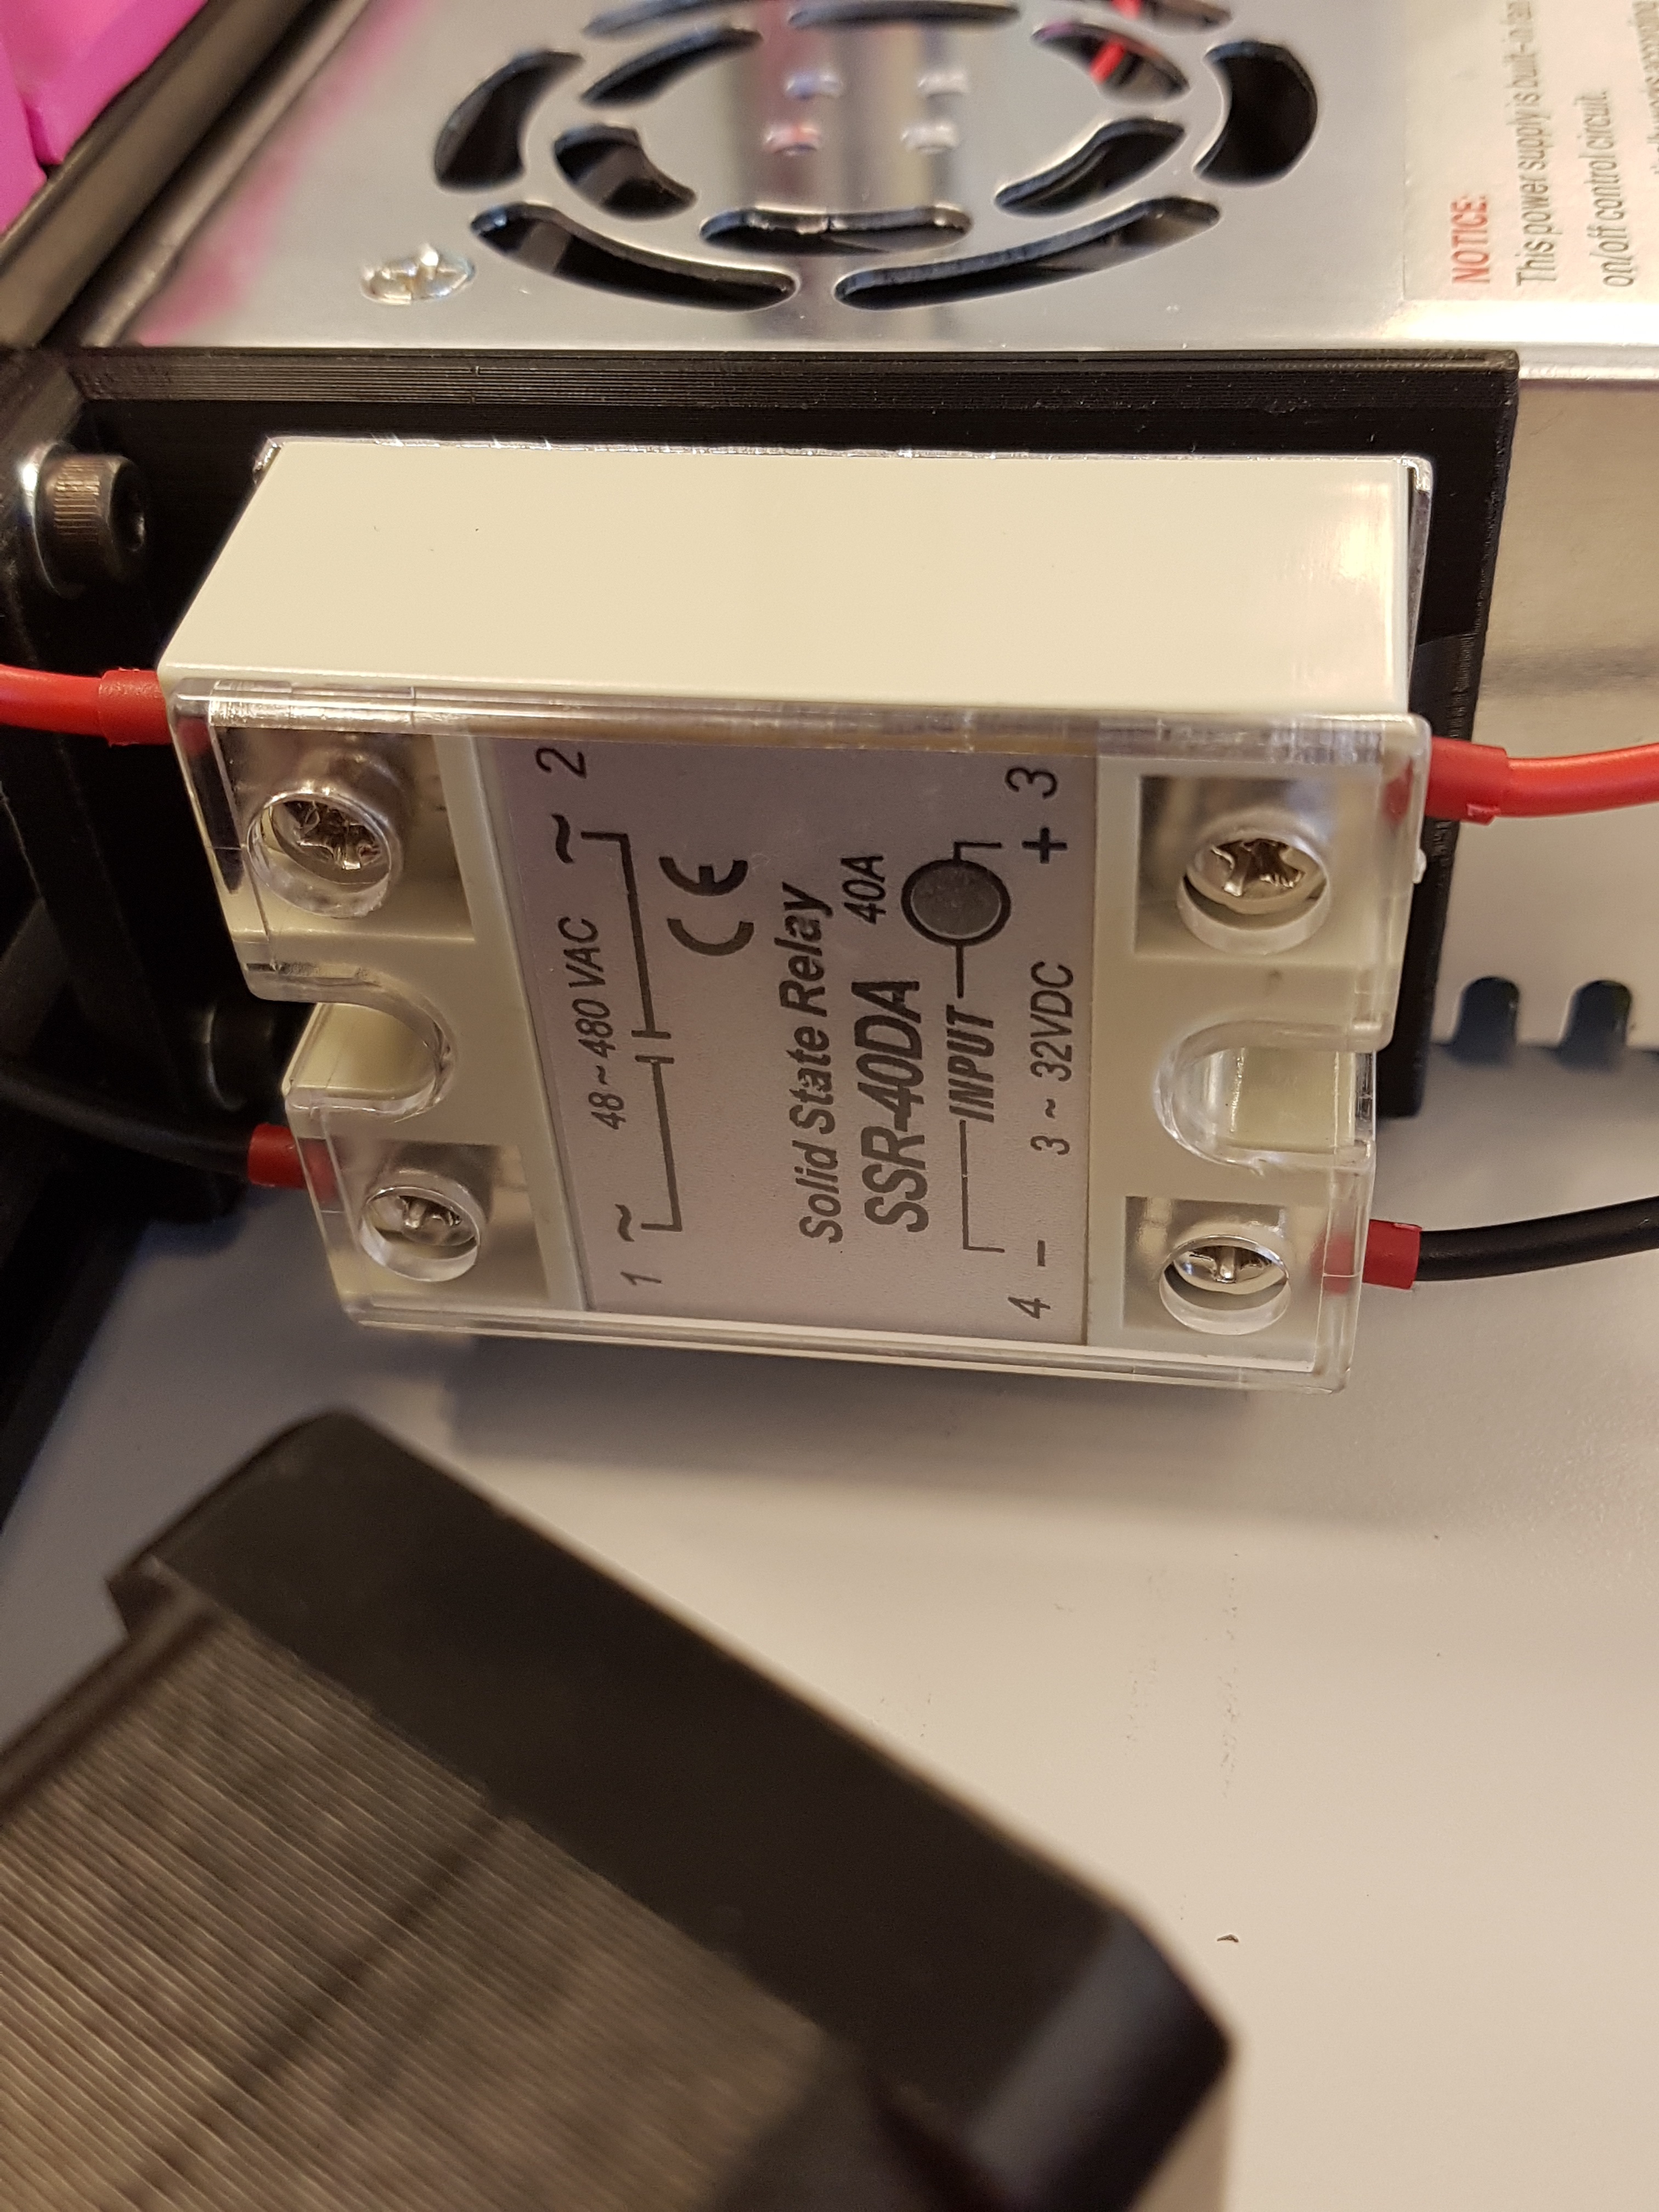 NOTICE:
This power supply is built-in fan
on/off control circuit.
2 ~ 48~480 VAC ~ 1
CE
Solid State Relay
SSR-40DA 40A
INPUT
3 + 3 ~ 32VDC - 4